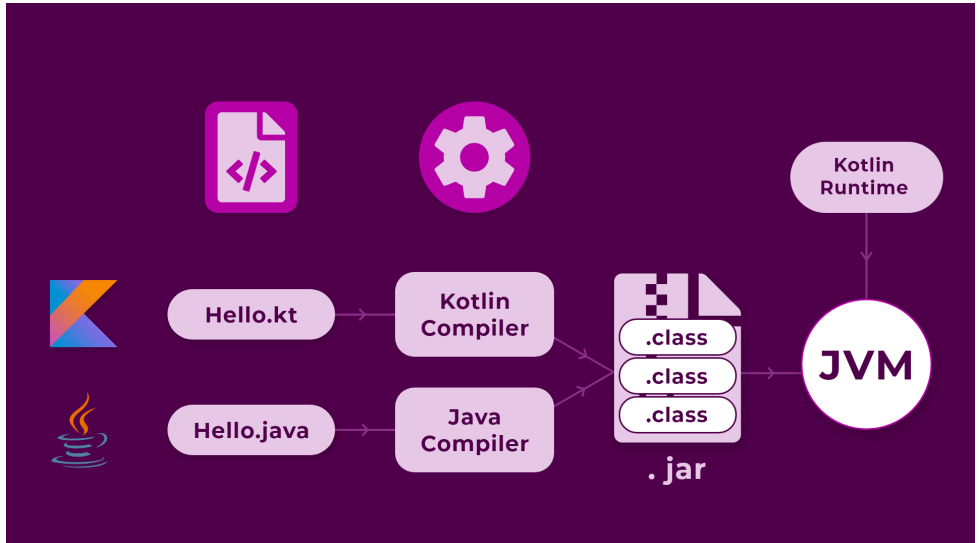 Kotlin
Runtime
Hello.kt
Kotlin
Compiler
.class
.class
.class
JVM
Hello.java
Java
Compiler
. jar